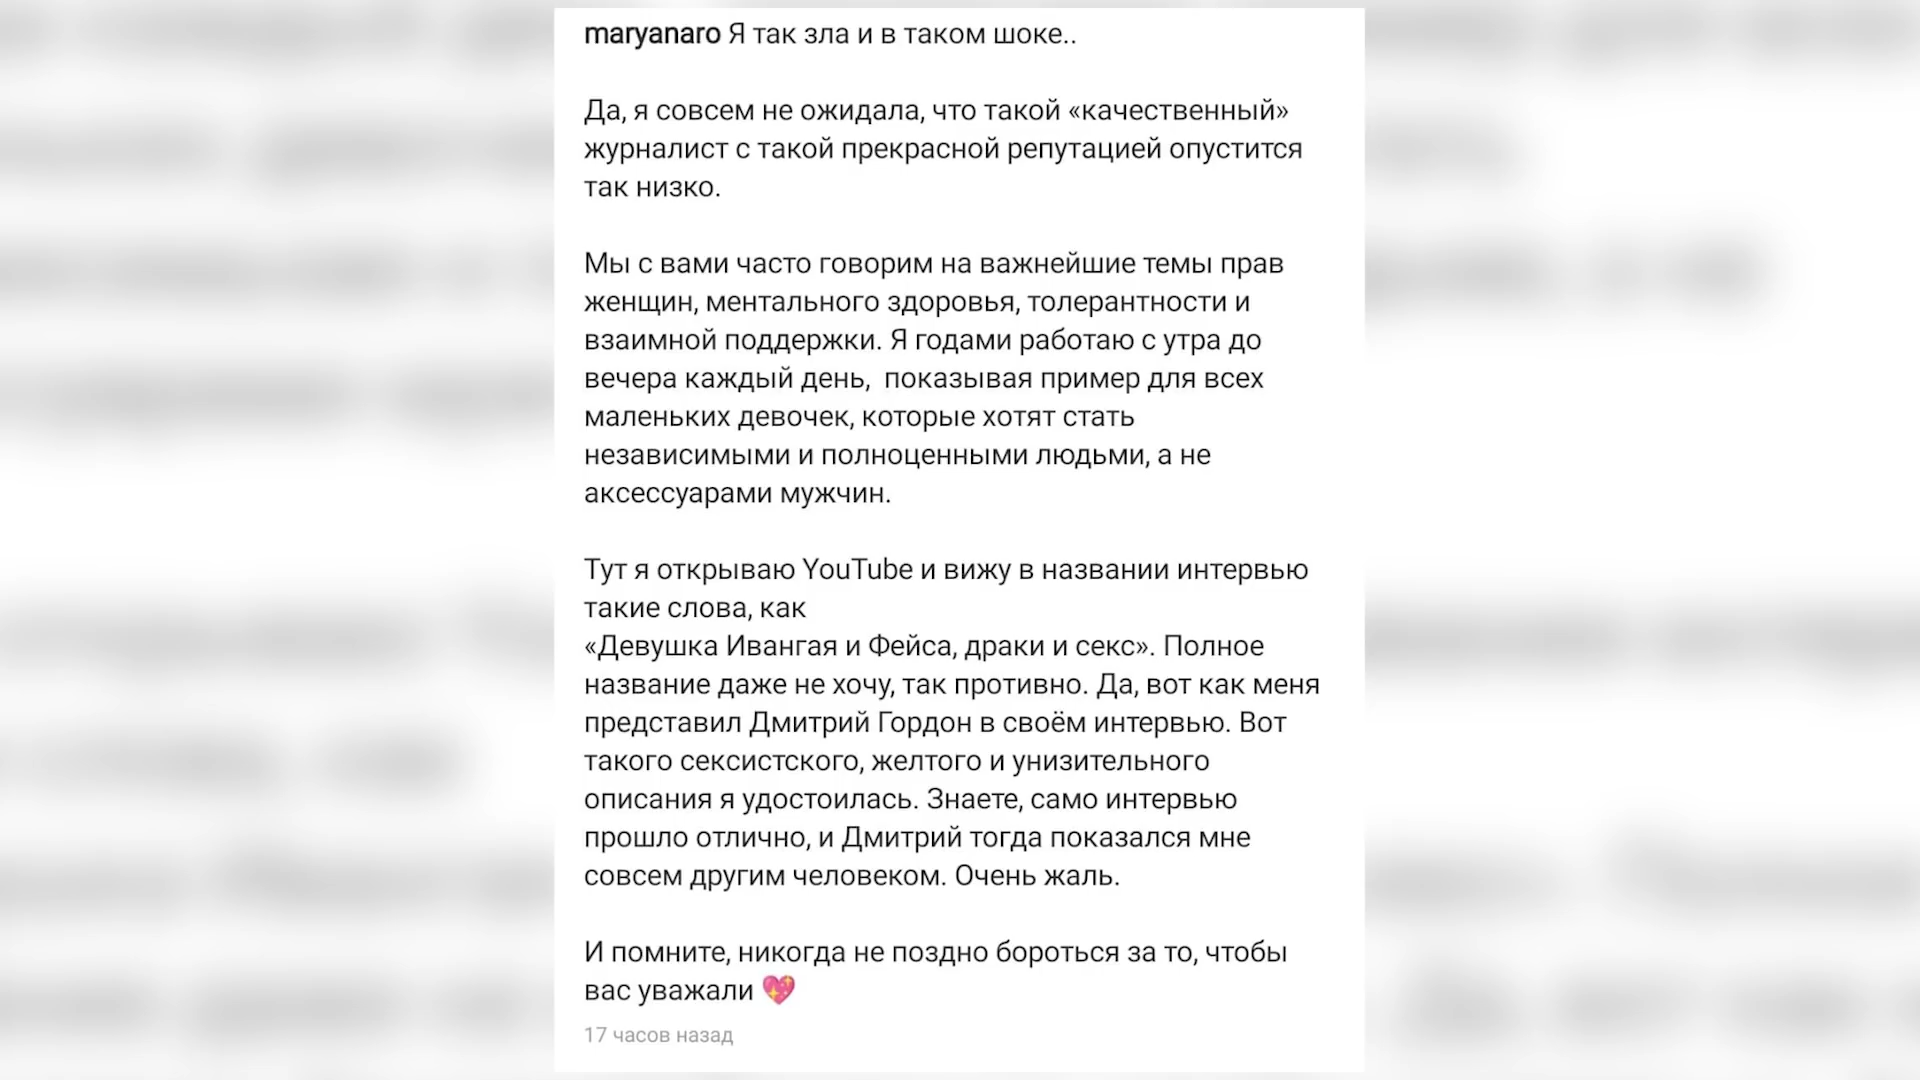 maryanaro Я так зла и в таком шоке..
Да, я совсем не ожидала, что такой «качественный»
журналист с такой прекрасной репутацией опустится
так низко.
Мы с вами часто говорим на важнейшие темы прав
женщин, ментального здоровья, толерантности и
взаимной поддержки. Я годами работаю с утра до
вечера каждый день,  показывая пример для всех
маленьких девочек, которые хотят стать
независимыми и полноценными людьми, а не
аксессуарами мужчин.
Тут я открываю YouTube и вижу в названии интервью
такие слова, как
«Девушка Ивангая и Фейса, драки и секс». Полное
название даже не хочу, так противно. Да, вот как меня
представил Дмитрий Гордон в своём интервью. Вот
такого сексистского, желтого и унизительного
описания я удостоилась. Знаете, само интервью
прошло отлично, и Дмитрий тогда показался мне
совсем другим человеком. Очень жаль.
И помните, никогда не поздно бороться за то, чтобы
вас уважали 💖
17 часов назад